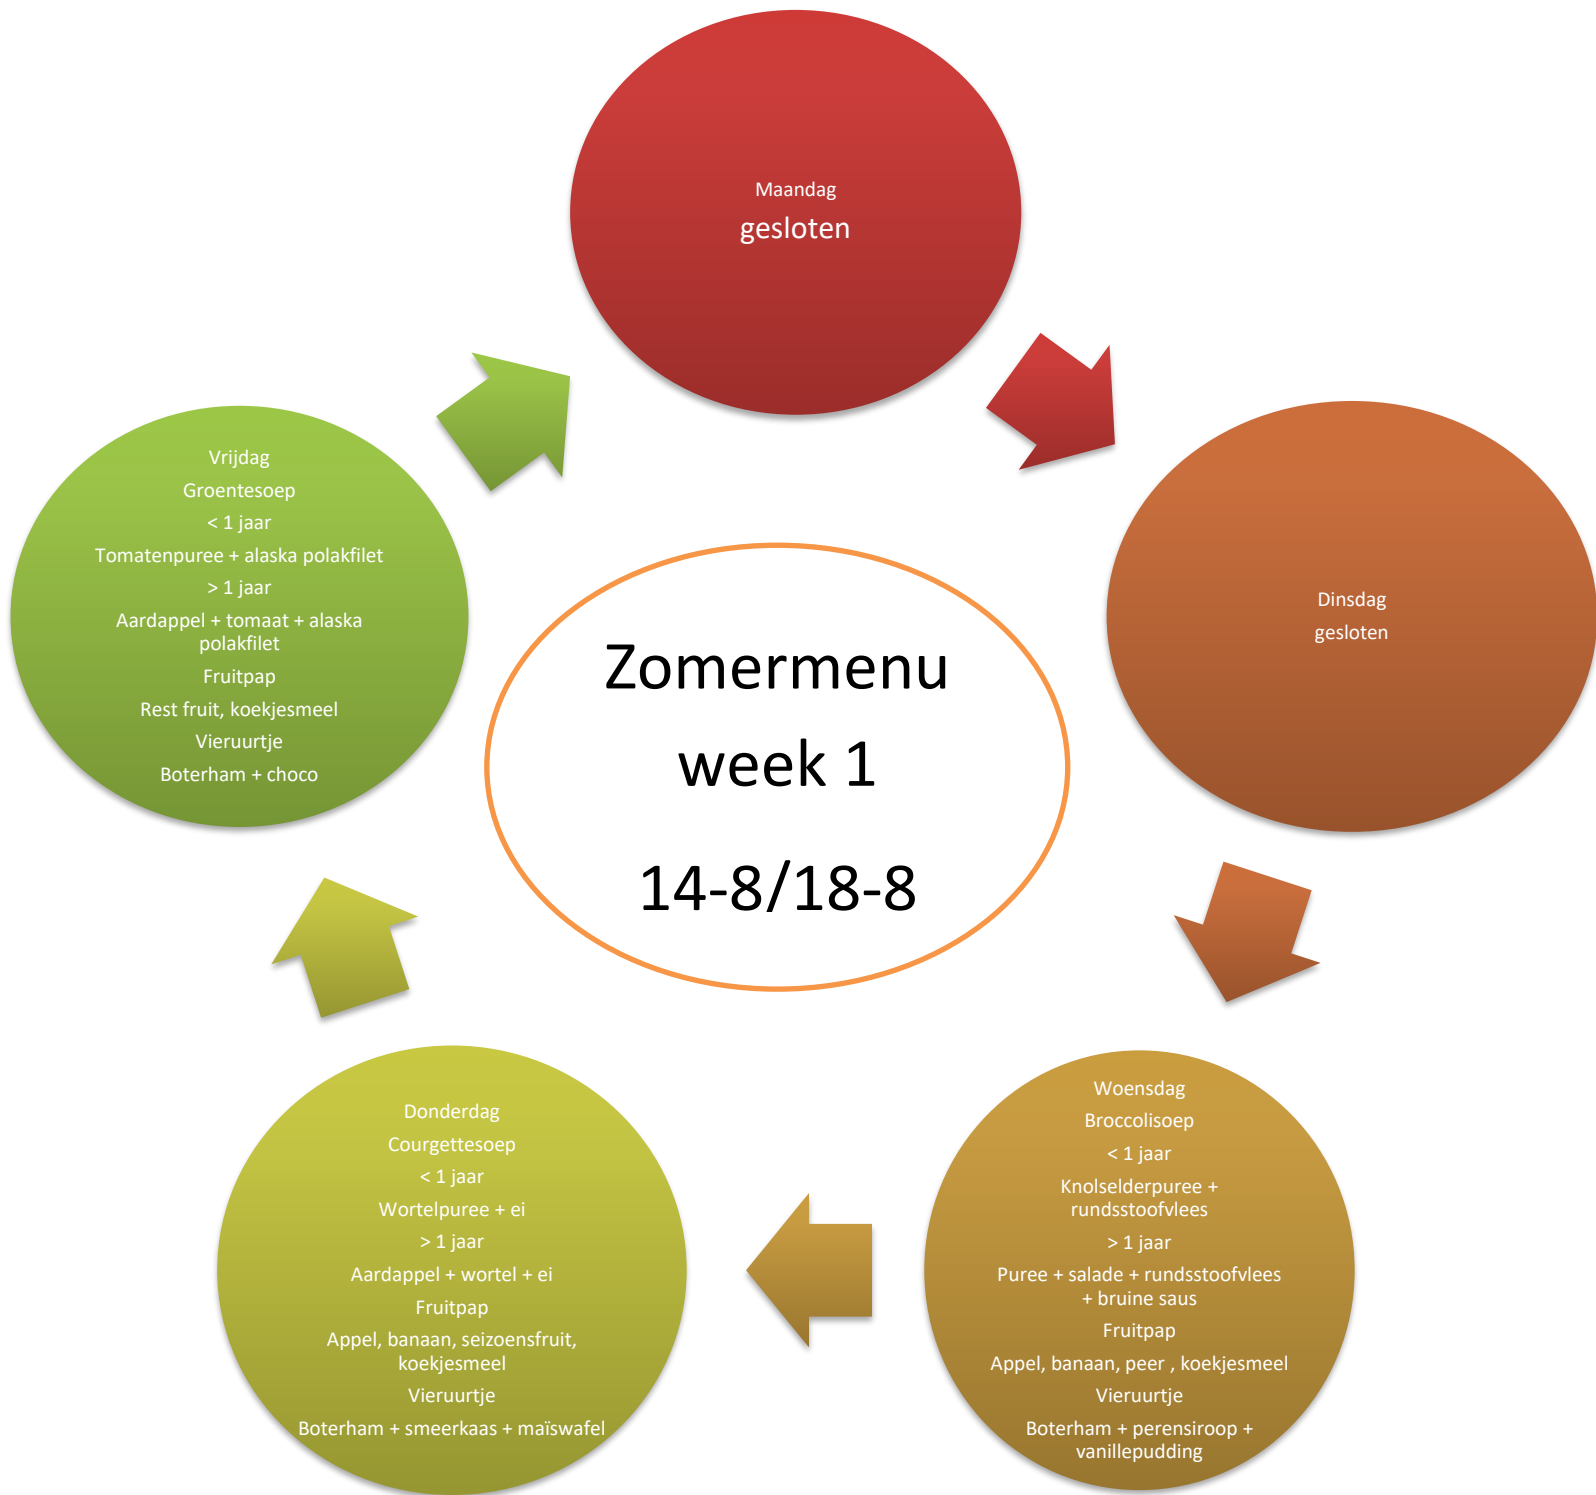 Maandag
gesloten
Dinsdag
gesloten
Woensdag
Broccolisoep
< 1 jaar
Knolselderpuree +
rundsstoofvlees
> 1 jaar
Puree + salade + rundsstoofvlees
+ bruine saus
Fruitpap
Appel, banaan, peer , koekjesmeel
Vieruurtje
Boterham + perensiroop +
vanillepudding
Donderdag
Courgettesoep
< 1 jaar
Wortelpuree + ei
> 1 jaar
Aardappel + wortel + ei
Fruitpap
Appel, banaan, seizoensfruit,
koekjesmeel
Vieruurtje
Boterham + smeerkaas + maïswafel
Vrijdag
Groentesoep
< 1 jaar
Tomatenpuree + alaska polakfilet
> 1 jaar
Aardappel + tomaat + alaska
polakfilet
Fruitpap
Rest fruit, koekjesmeel
Vieruurtje
Boterham + choco
Zomermenu
week 1
14-8/18-8